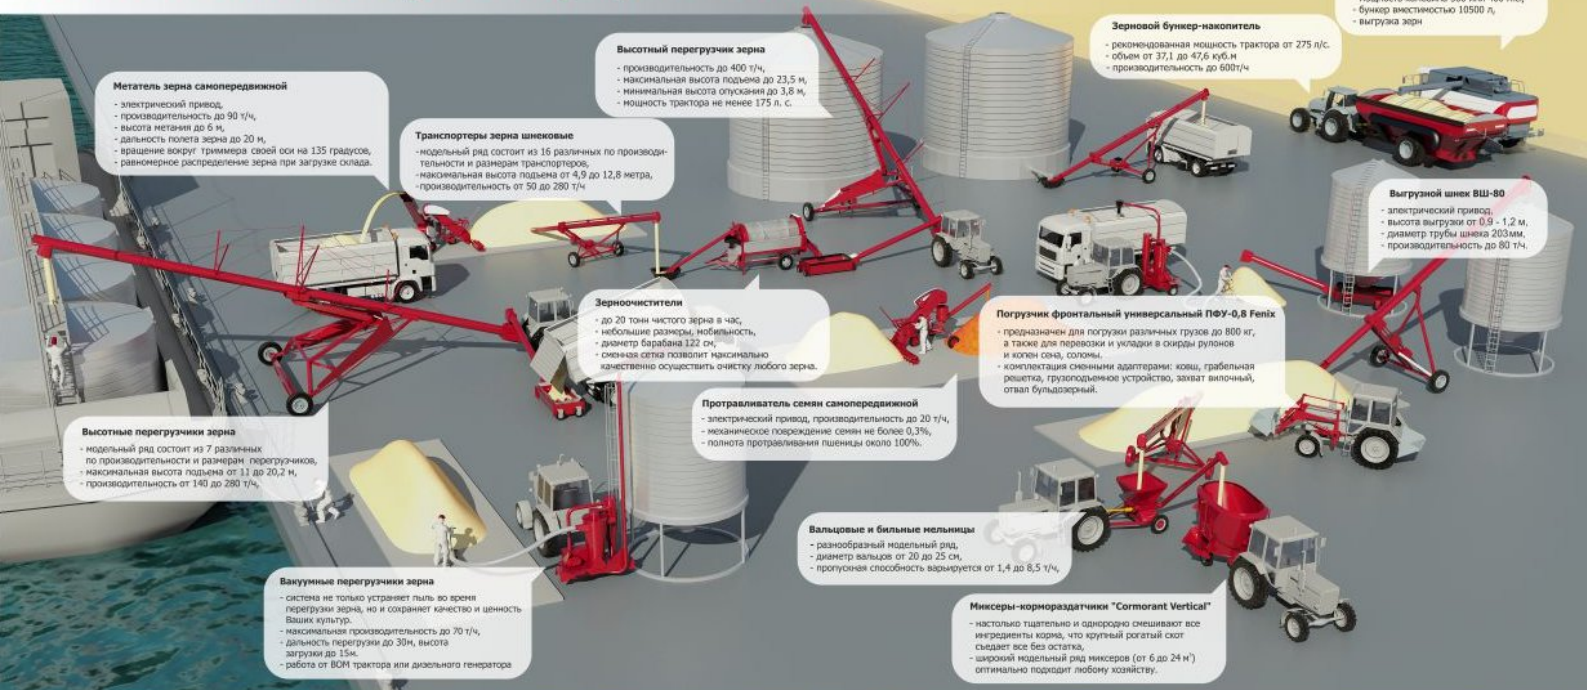 - бункер вместимостью 10500 л,
- выгрузка зерн
Зерновой бункер-накопитель
- рекомендованная мощность трактора от 275 л/с.
- объем от 37,1 до 47,6 куб.м
- производительность до 600т/ч
Высотный перегрузчик зерна
- производительность до 400 т/ч,
- максимальная высота подъема до 23,5 м,
- минимальная высота опускания до 3,8 м,
- мощность трактора не менее 175 л. с.
Метатель зерна самопередвижной
- электрический привод,
- производительность до 90 т/ч,
- высота метания до 6 м,
- дальность полета зерна до 20 м,
- вращение вокруг триммера своей оси на 135 градусов,
- равномерное распределение зерна при загрузке склада.
Транспортеры зерна шнековые
-модельный ряд состоит из 16 различных по производи-
тельности и размерам транспортеров,
-максимальная высота подъема от 4,9 до 12,8 метра,
-производительность от 50 до 280 т/ч
Выгрузной шнек ВШ-80
- электрический привод,
- высота выгрузки от 0,9 - 1,2 м,
- диаметр трубы шнека 203мм,
- производительность до 80 т/ч.
Зерноочистители
- до 20 тонн чистого зерна в час,
- небольшие размеры, мобильность,
- диаметр барабана 122 см,
- сменная сетка позволит максимально
качественно осуществить очистку любого зерна.
Погрузчик фронтальный универсальный ПФУ-0,8 Fenix
- предназначен для погрузки различных грузов до 800 кг,
а также для перевозки и укладки в скирды рулонов
и копен сена, соломы.
- комплектация сменными адаптерами: ковш, грабельная
решетка, грузоподъемное устройство, захват вилочный,
отвал бульдозерный.
Протравливатель семян самопередвижной
- электрический привод, производительность до 20 т/ч,
- механическое повреждение семян не более 0,3%,
- полнота протравливания пшеницы около 100%.
Высотные перегрузчики зерна
- модельный ряд состоит из 7 различных
по производительности и размерам перегрузчиков,
- максимальная высота подъема от 11 до 20,2 м,
- производительность от 140 до 280 т/ч,
Вальцовые и бильные мельницы
- разнообразный модельный ряд,
- диаметр вальцов от 20 до 25 см,
- пропускная способность варьируется от 1,4 до 8,5 т/ч,
Вакуумные перегрузчики зерна
- система не только устраняет пыль во время
перегрузки зерна, но и сохраняет качество и ценность
Ваших культур.
- максимальная производительность до 70 т/ч,
- дальность перегрузки до 30м, высота
загрузки до 15м.
- работа от ВОМ трактора или дизельного генератора
Миксеры-кормораздатчики "Cormorant Vertical"
- настолько тщательно и однородно смешивают все
ингредиенты корма, что крупный рогатый скот
съедает все без остатка,
- широкий модельный ряд миксеров (от 6 до 24 м³)
оптимально подходит любому хозяйству.